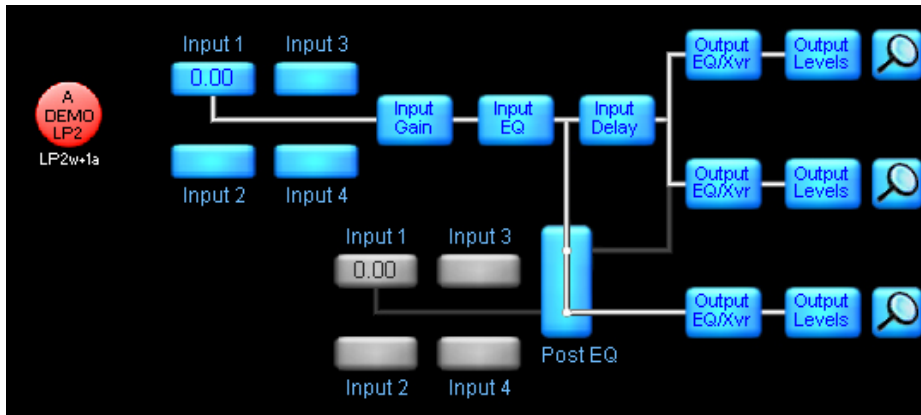 Input 1
Input 3
0.00
A
DEMO
LP2
LP2w+1a
Input 2
Input 4
Input
Gain
Input
EQ
Input
Delay
Output
EQ/Xvr
Output
Levels
Output
EQ/Xvr
Output
Levels
Input 1
Input 3
0.00
Input 2
Input 4
Post EQ
Output
EQ/Xvr
Output
Levels